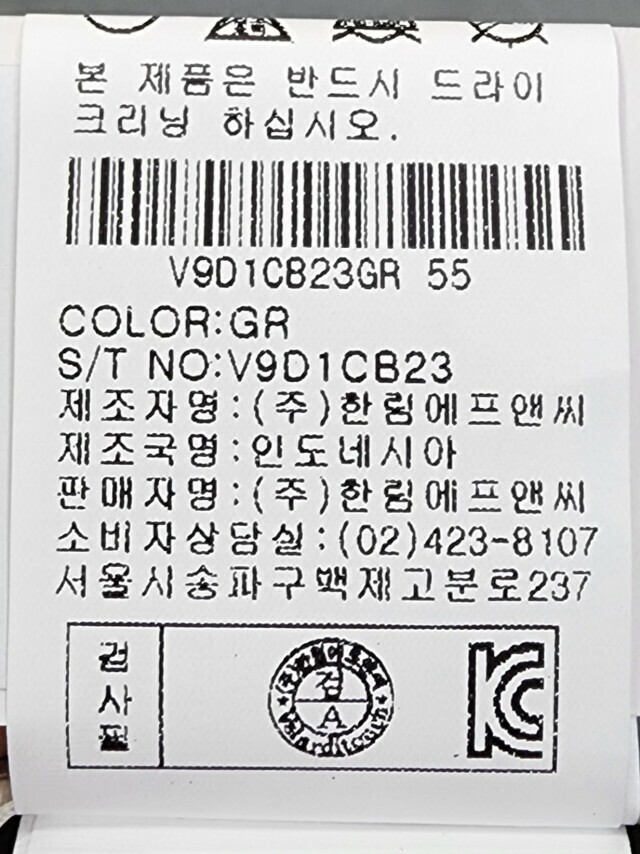 본 제품은 반드시 드라이
크리닝 하십시오.
V9D1CB23GR 55
COLOR:GR
S/T NO:V9D1CB23
제조자명:(주)한림에프앤씨
제조국명:인도네시아
판매자명:(주)한림에프앤씨
소비자상담실:(02)423-8107
서울시송파구백제고분로237
검
사
필
검
A
KC